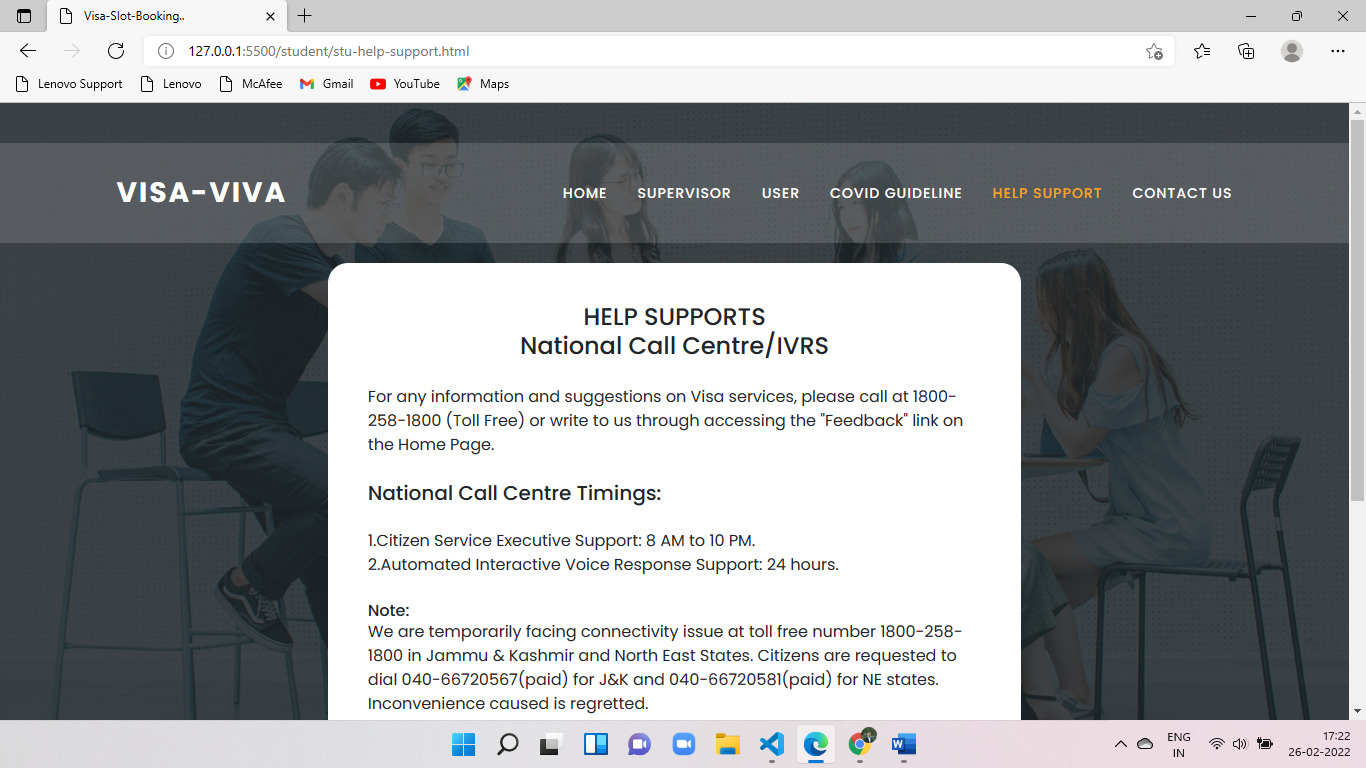 Visa-Slot-Booking..
127.0.0.1:5500/student/stu-help-support.html
Lenovo Support Lenovo McAfee Gmail YouTube Maps
VISA-VIVA HOME SUPERVISOR USER COVID GUIDELINE HELP SUPPORT CONTACT US
HELP SUPPORTS
National Call Centre/IVRS
For any information and suggestions on Visa services, please call at 1800-
258-1800 (Toll Free) or write to us through accessing the "Feedback" link on
the Home Page.
National Call Centre Timings:
1.Citizen Service Executive Support: 8 AM to 10 PM.
2.Automated Interactive Voice Response Support: 24 hours.
Note:
We are temporarily facing connectivity issue at toll free number 1800-258-
1800 in Jammu & Kashmir and North East States. Citizens are requested to
dial 040-66720567(paid) for J&K and 040-66720581(paid) for NE states.
Inconvenience caused is regretted.
ENG
IN
17:22
26-02-2022